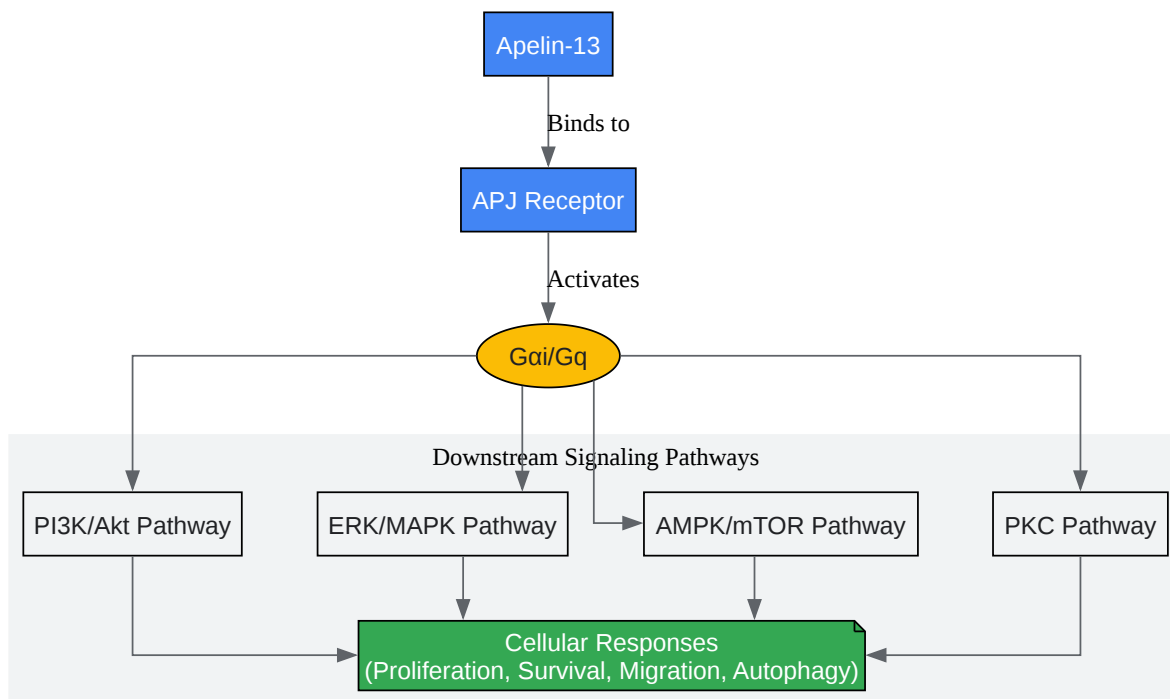 Apelin-13
Binds to
APJ Receptor
Activates
Gαi/Gq
Downstream Signaling Pathways
PI3K/Akt Pathway
ERK/MAPK Pathway
AMPK/mTOR Pathway
PKC Pathway
Cellular Responses
(Proliferation, Survival, Migration, Autophagy)